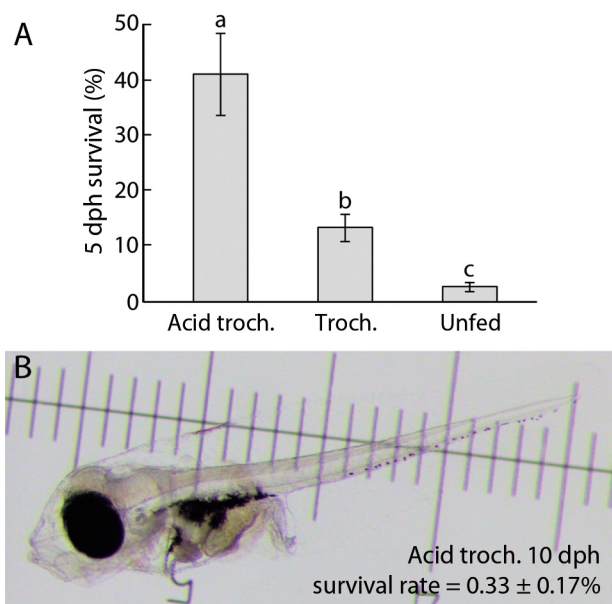 A
5 dph survival (%)
50
40
30
20
10
0
a
b
c
Acid troch.
Troch.
Unfed
B
Acid troch. 10 dph
survival rate = 0.33 ± 0.17%